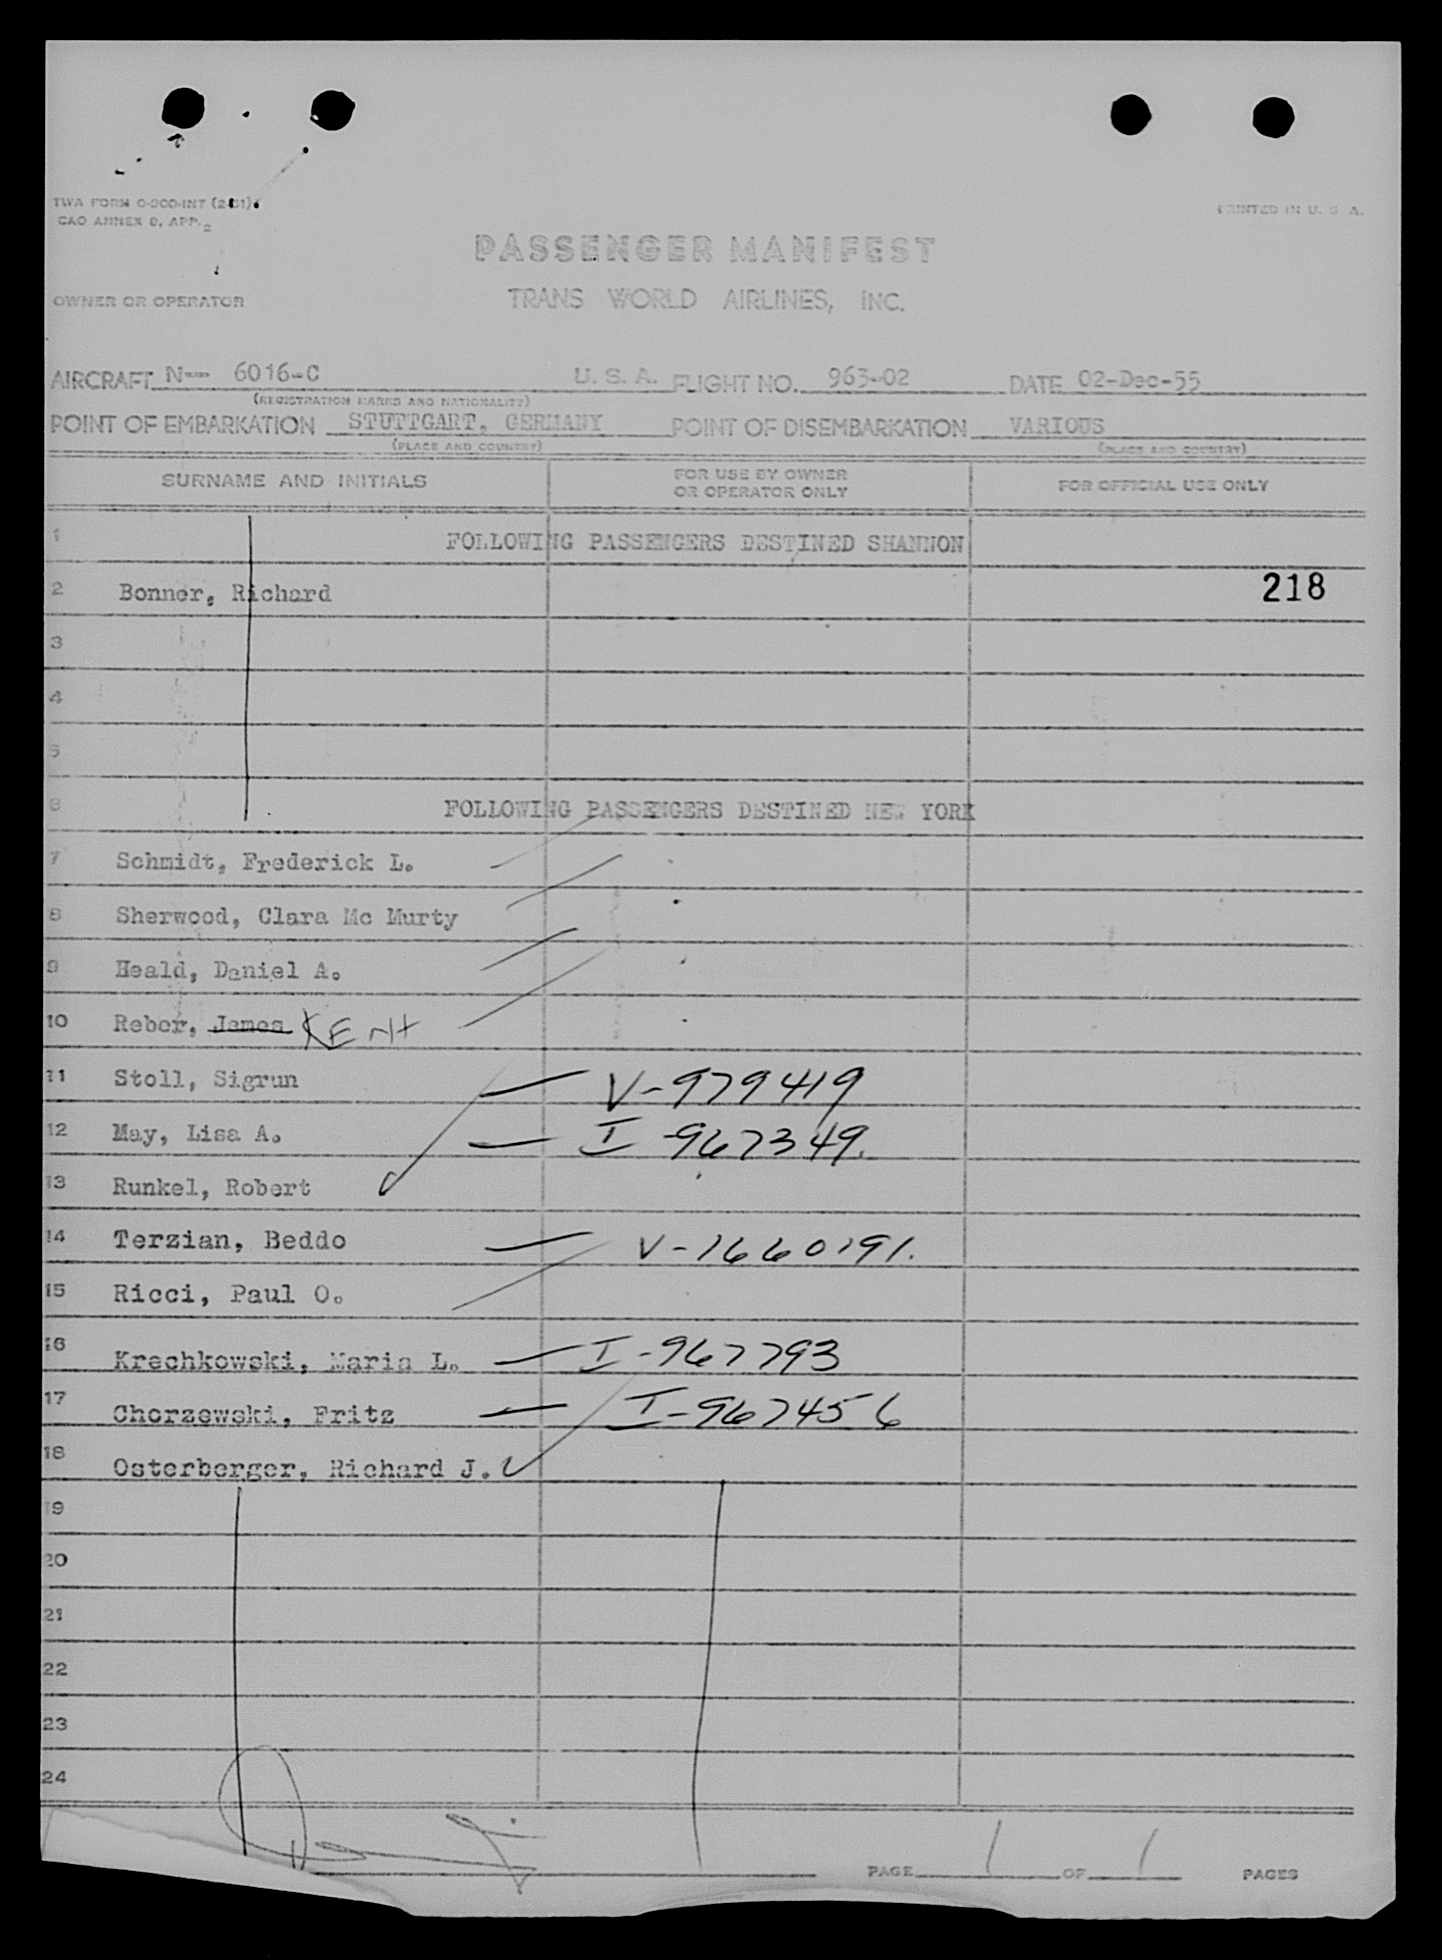 TWA FORM O-200-INT (2-51)
CAO ANNEX 9, APP. 2
PRINTED IN U. S. A.
PASSENGER MANIFEST
OWNER OR OPERATOR TRANS WORLD AIRLINES, INC.
AIRCRAFT N-- 6016-C U. S. A. FLIGHT NO. 963-02 DATE 02-Dec-55
(REGISTRATION MARKS AND NATIONALITY)
POINT OF EMBARKATION STUTTGART, GERMANY POINT OF DISEMBARKATION VARIOUS
(PLACE AND COUNTRY) (PLACE AND COUNTRY)
SURNAME AND INITIALS FOR USE BY OWNER OR OPERATOR ONLY FOR OFFICIAL USE ONLY
1 FOLLOWING PASSENGERS DESTINED SHANNON
2 Bonner, Richard 218
3
4
5
6 FOLLOWING PASSENGERS DESTINED NEW YORK
7 Schmidt, Frederick L.
8 Sherwood, Clara Mc Murty
9 Heald, Daniel A.
10 Reber, James KENt
11 Stoll, Sigrun V-979419
12 May, Lisa A. I-967349.
13 Runkel, Robert
14 Terzian, Beddo V-1660191.
15 Ricci, Paul O.
16 Krechkowski, Maria L. I-967793
17 Chorzewski, Fritz I-967456
18 Osterberger, Richard J.
19
20
21
22
23
24
PAGE 1 OF 1 PAGES